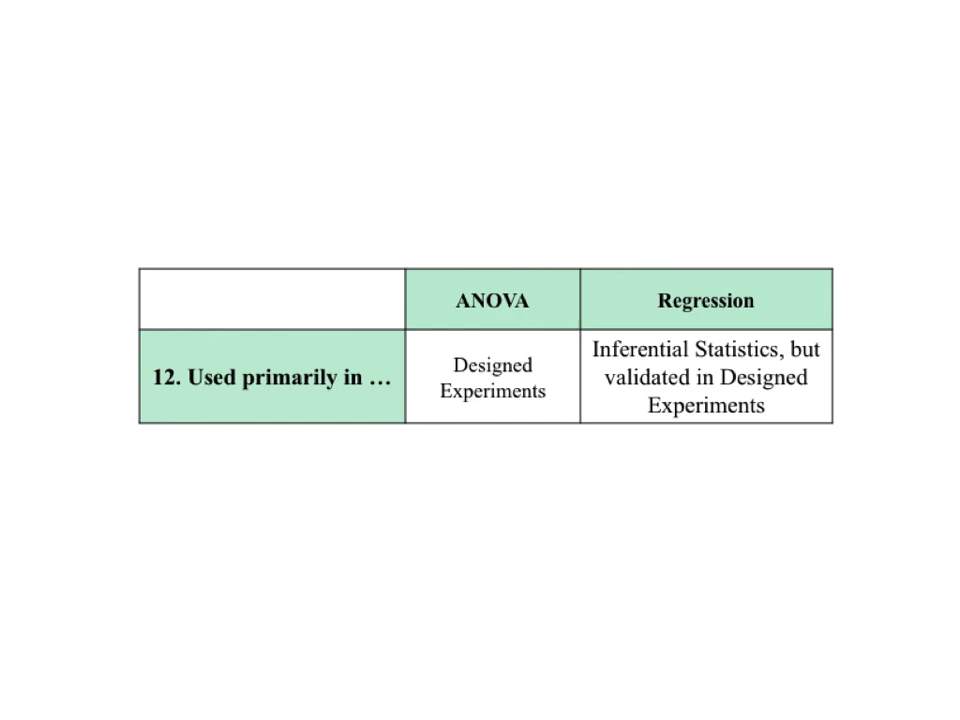 ANOVA
Regression
12. Used primarily in …
Designed
Experiments
Inferential Statistics, but
validated in Designed
Experiments